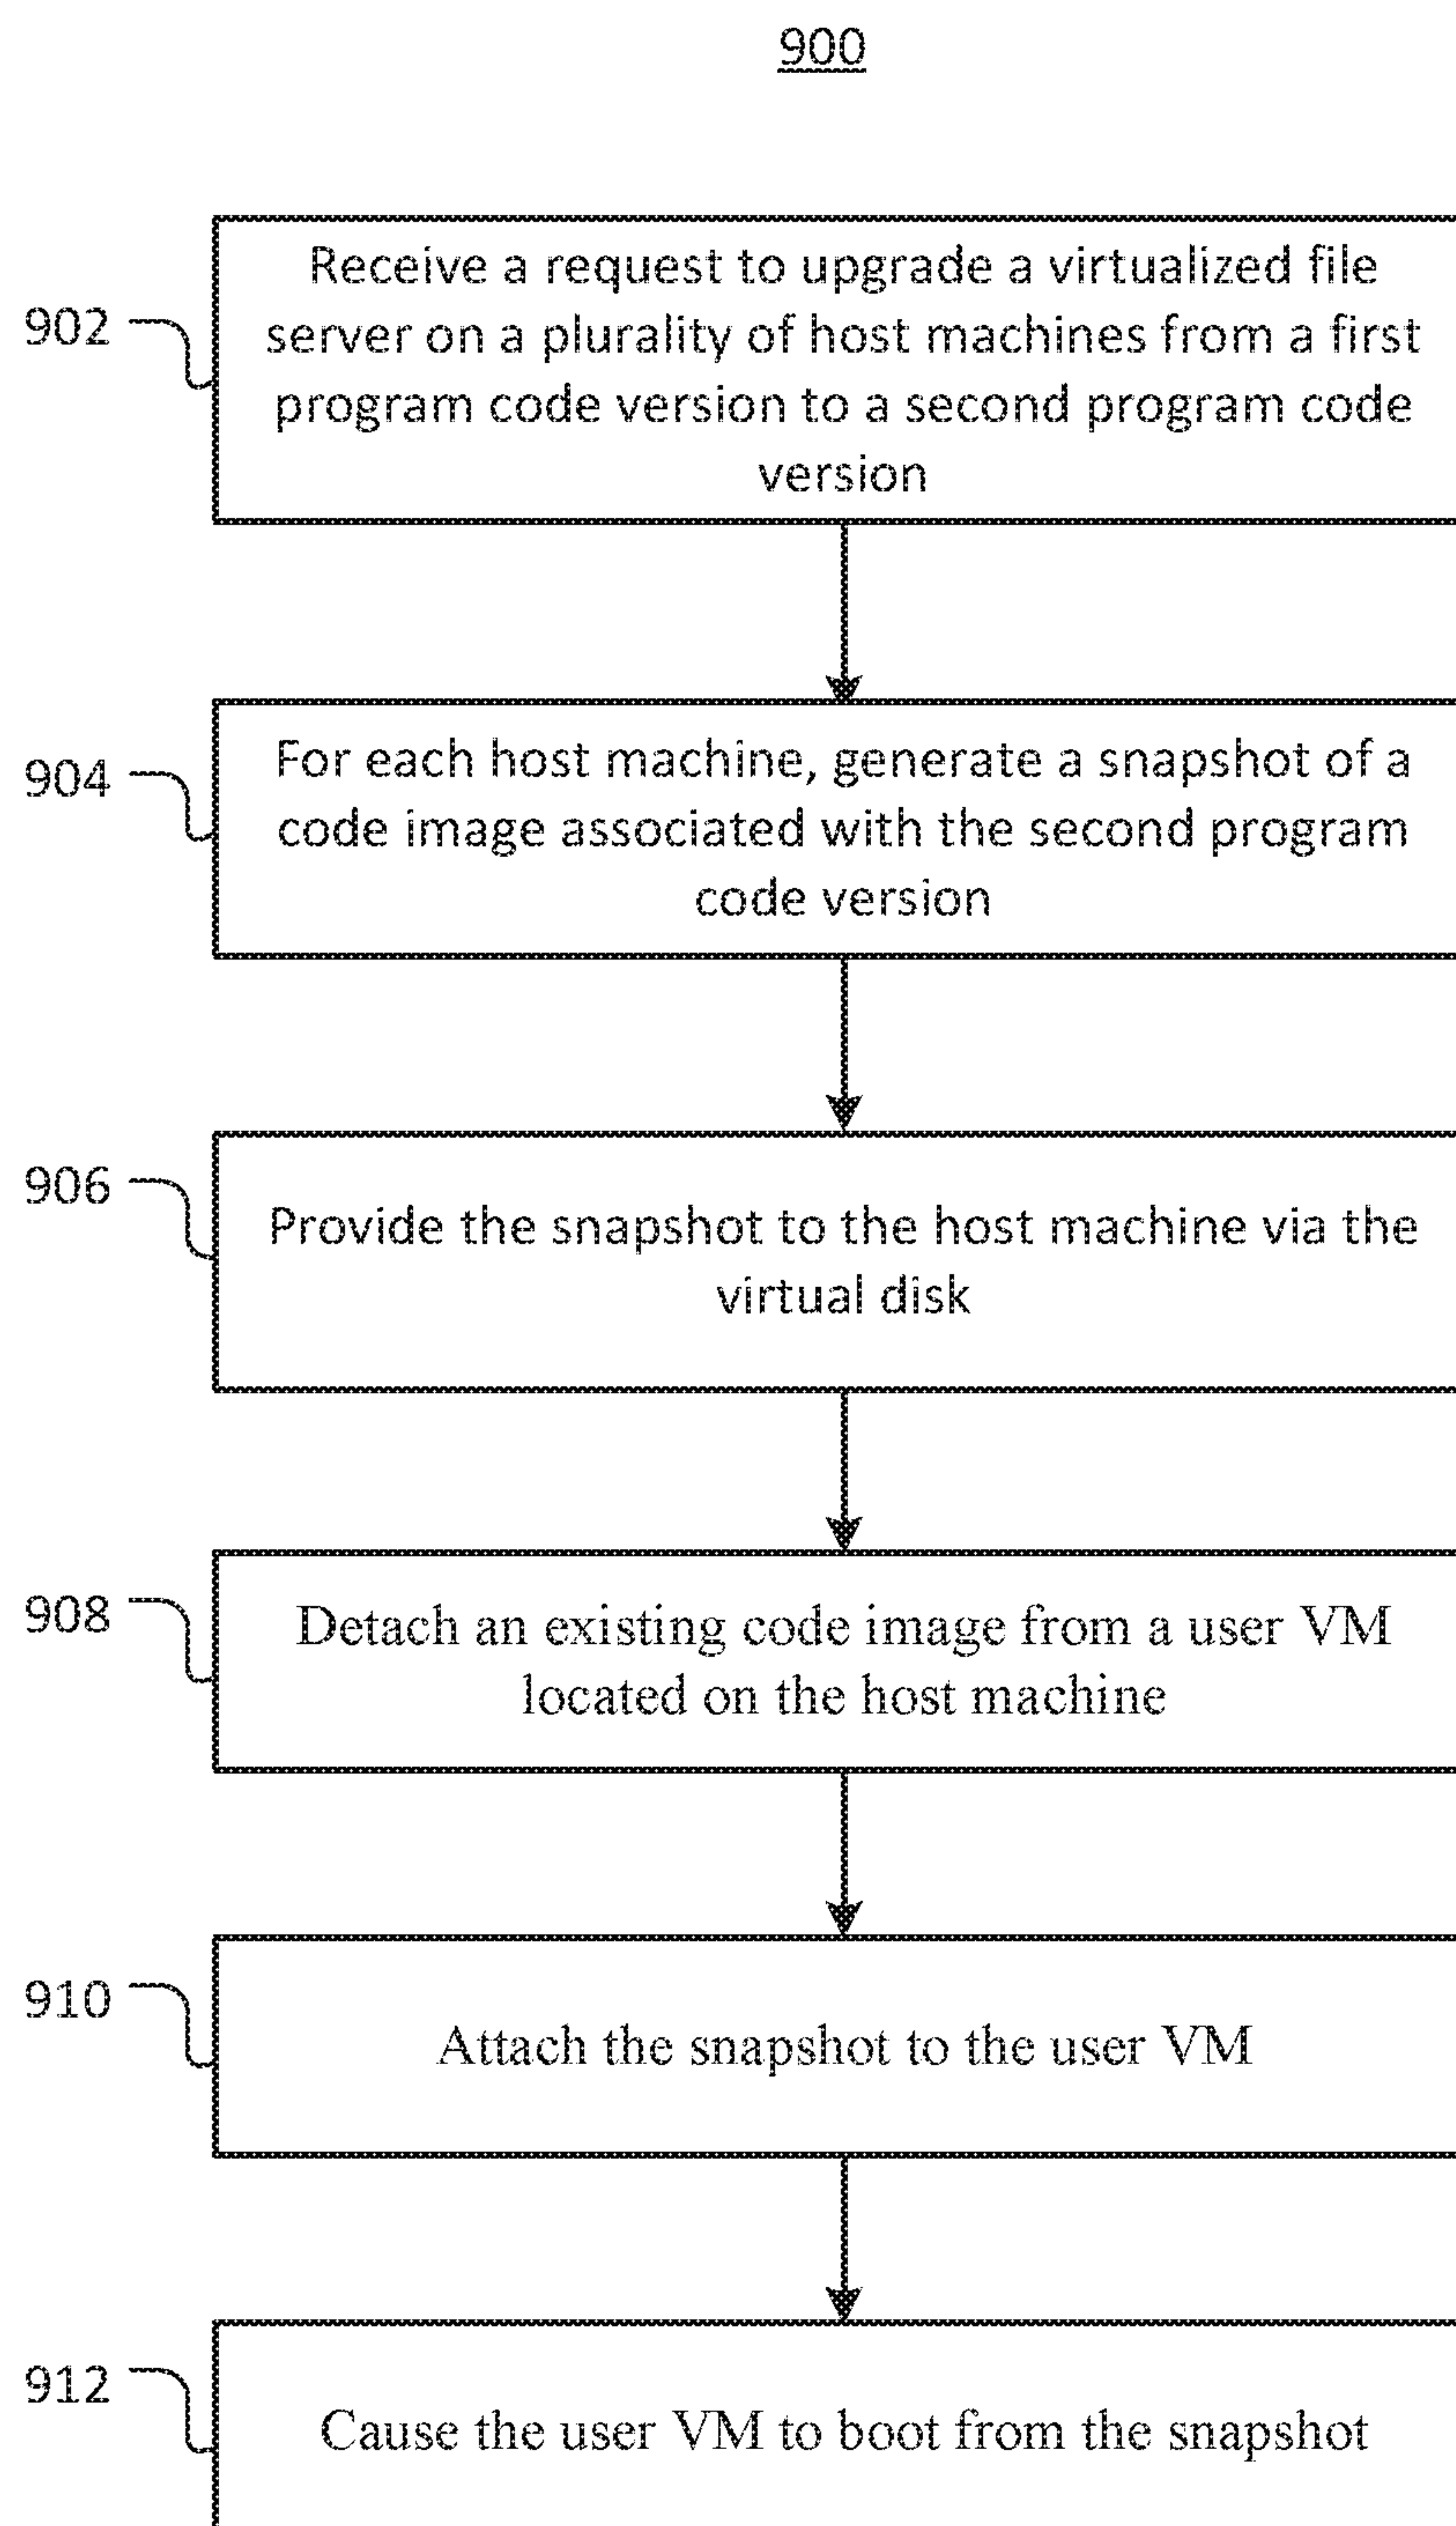 900
902
Receive a request to upgrade a virtualized file
server on a plurality of host machines from a first
program code version to a second program code
version
904
For each host machine, generate a snapshot of a
code image associated with the second program
code version
906
Provide the snapshot to the host machine via the
virtual disk
908
Detach an existing code image from a user VM
located on the host machine
910
Attach the snapshot to the user VM
912
Cause the user VM to boot from the snapshot